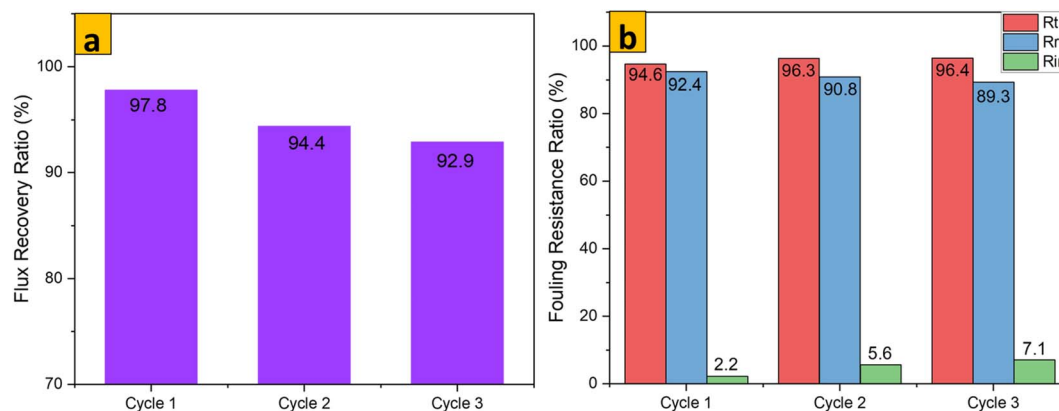 a
Flux Recovery Ratio (%)
100
90
80
70
97.8
94.4
92.9
Cycle 1
Cycle 2
Cycle 3
b
Fouling Resistance Ratio (%)
100
80
60
40
20
0
94.6
92.4
2.2
96.3
90.8
5.6
96.4
89.3
7.1
Cycle 1
Cycle 2
Cycle 3
Rt